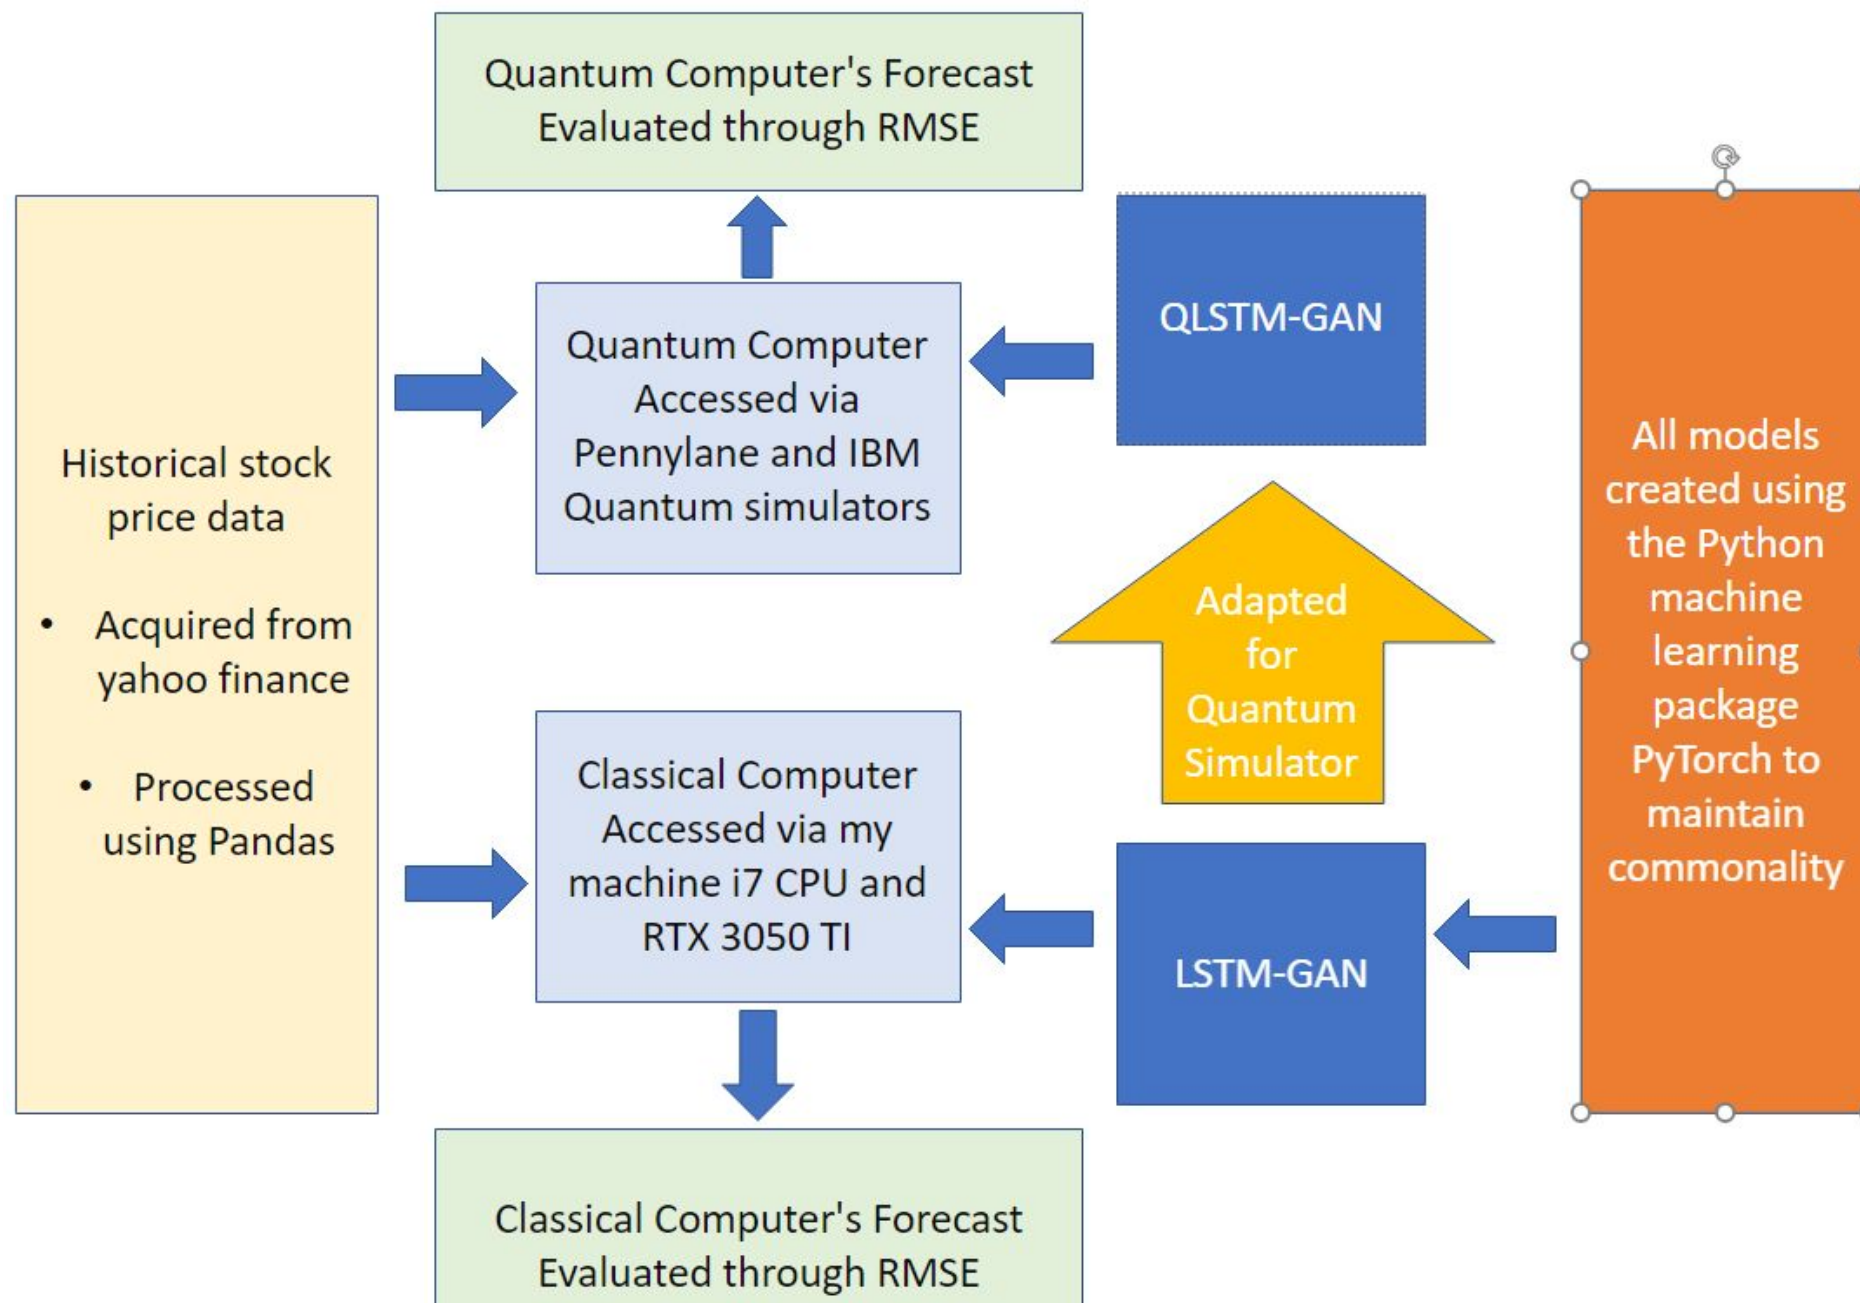 Quantum Computer's Forecast
Evaluated through RMSE
Historical stock
price data
• Acquired from
yahoo finance
• Processed
using Pandas
Quantum Computer
Accessed via
Pennylane and IBM
Quantum simulators
QLSTM-GAN
Adapted
for
Quantum
Simulator
Classical Computer
Accessed via my
machine i7 CPU and
RTX 3050 TI
LSTM-GAN
All models
created using
the Python
machine
learning
package
PyTorch to
maintain
commonality
Classical Computer's Forecast
Evaluated through RMSE